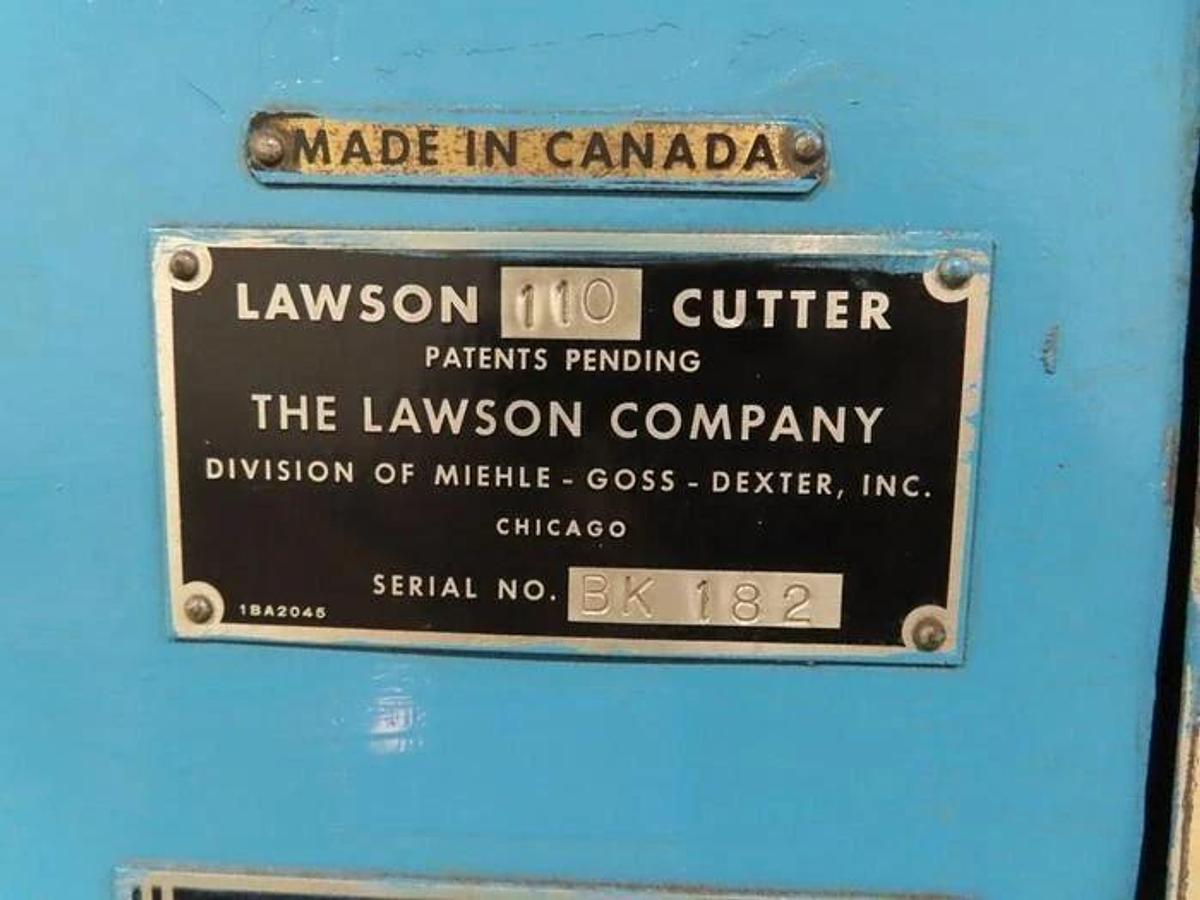 MADE IN CANADA
LAWSON 110 CUTTER
PATENTS PENDING
THE LAWSON COMPANY
DIVISION OF MIEHLE - GOSS - DEXTER, INC.
CHICAGO
SERIAL NO. BK 182
1BA2045